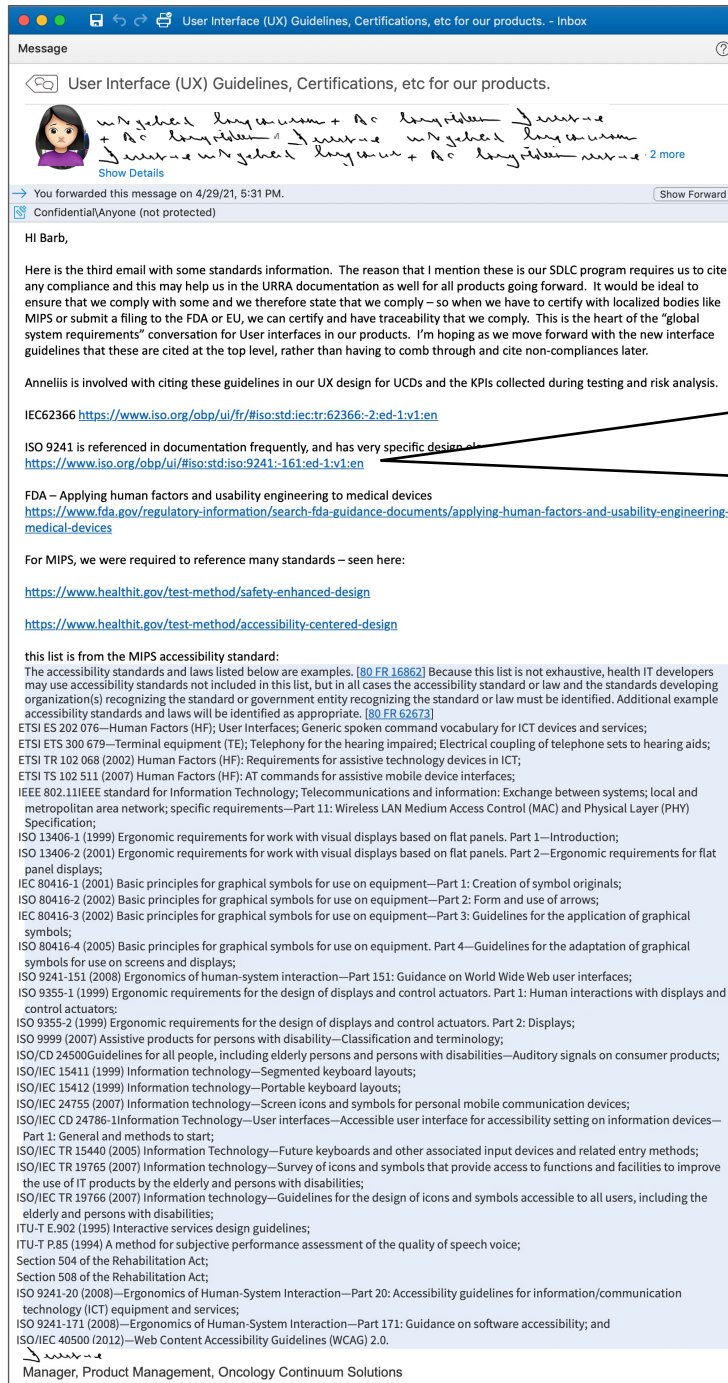 User Interface (UX) Guidelines, Certifications, etc for our products. - Inbox
Message
User Interface (UX) Guidelines, Certifications, etc for our products.
· 2 more
Show Details
You forwarded this message on 4/29/21, 5:31 PM.
Show Forward
Confidential\Anyone (not protected)
HI Barb,
Here is the third email with some standards information. The reason that I mention these is our SDLC program requires us to cite
any compliance and this may help us in the URRA documentation as well for all products going forward. It would be ideal to
ensure that we comply with some and we therefore state that we comply – so when we have to certify with localized bodies like
MIPS or submit a filing to the FDA or EU, we can certify and have traceability that we comply. This is the heart of the "global
system requirements" conversation for User interfaces in our products. I'm hoping as we move forward with the new interface
guidelines that these are cited at the top level, rather than having to comb through and cite non-compliances later.
Anneliis is involved with citing these guidelines in our UX design for UCDs and the KPIs collected during testing and risk analysis.
IEC62366 https://www.iso.org/obp/ui/fr/#iso:std:iec:tr:62366:-2:ed-1:v1:en
ISO 9241 is referenced in documentation frequently, and has very specific design
https://www.iso.org/obp/ui/#iso:std:iso:9241:-161:ed-1:v1:en
FDA – Applying human factors and usability engineering to medical devices
https://www.fda.gov/regulatory-information/search-fda-guidance-documents/applying-human-factors-and-usability-engineering-
medical-devices
For MIPS, we were required to reference many standards – seen here:
https://www.healthit.gov/test-method/safety-enhanced-design
https://www.healthit.gov/test-method/accessibility-centered-design
this list is from the MIPS accessibility standard:
The accessibility standards and laws listed below are examples. [80 FR 16862] Because this list is not exhaustive, health IT developers
may use accessibility standards not included in this list, but in all cases the accessibility standard or law and the standards developing
organization(s) recognizing the standard or government entity recognizing the standard or law must be identified. Additional example
accessibility standards and laws will be identified as appropriate. [80 FR 62673]
ETSI ES 202 076—Human Factors (HF); User Interfaces; Generic spoken command vocabulary for ICT devices and services;
ETSI ETS 300 679—Terminal equipment (TE); Telephony for the hearing impaired; Electrical coupling of telephone sets to hearing aids;
ETSI TR 102 068 (2002) Human Factors (HF): Requirements for assistive technology devices in ICT;
ETSI TS 102 511 (2007) Human Factors (HF): AT commands for assistive mobile device interfaces;
IEEE 802.11IEEE standard for Information Technology; Telecommunications and information: Exchange between systems; local and
metropolitan area network; specific requirements—Part 11: Wireless LAN Medium Access Control (MAC) and Physical Layer (PHY)
Specification;
ISO 13406-1 (1999) Ergonomic requirements for work with visual displays based on flat panels. Part 1—Introduction;
ISO 13406-2 (2001) Ergonomic requirements for work with visual displays based on flat panels. Part 2—Ergonomic requirements for flat
panel displays;
IEC 80416-1 (2001) Basic principles for graphical symbols for use on equipment—Part 1: Creation of symbol originals;
ISO 80416-2 (2002) Basic principles for graphical symbols for use on equipment—Part 2: Form and use of arrows;
IEC 80416-3 (2002) Basic principles for graphical symbols for use on equipment—Part 3: Guidelines for the application of graphical
symbols;
ISO 80416-4 (2005) Basic principles for graphical symbols for use on equipment. Part 4—Guidelines for the adaptation of graphical
symbols for use on screens and displays;
ISO 9241-151 (2008) Ergonomics of human-system interaction—Part 151: Guidance on World Wide Web user interfaces;
ISO 9355-1 (1999) Ergonomic requirements for the design of displays and control actuators. Part 1: Human interactions with displays and
control actuators;
ISO 9355-2 (1999) Ergonomic requirements for the design of displays and control actuators. Part 2: Displays;
ISO 9999 (2007) Assistive products for persons with disability—Classification and terminology;
ISO/CD 24500Guidelines for all people, including elderly persons and persons with disabilities—Auditory signals on consumer products;
ISO/IEC 15411 (1999) Information technology—Segmented keyboard layouts;
ISO/IEC 15412 (1999) Information technology—Portable keyboard layouts;
ISO/IEC 24755 (2007) Information technology—Screen icons and symbols for personal mobile communication devices;
ISO/IEC CD 24786-1Information Technology—User interfaces—Accessible user interface for accessibility setting on information devices—
Part 1: General and methods to start;
ISO/IEC TR 15440 (2005) Information Technology—Future keyboards and other associated input devices and related entry methods;
ISO/IEC TR 19765 (2007) Information technology—Survey of icons and symbols that provide access to functions and facilities to improve
the use of IT products by the elderly and persons with disabilities;
ISO/IEC TR 19766 (2007) Information technology—Guidelines for the design of icons and symbols accessible to all users, including the
elderly and persons with disabilities;
ITU-T E.902 (1995) Interactive services design guidelines;
ITU-T P.85 (1994) A method for subjective performance assessment of the quality of speech voice;
Section 504 of the Rehabilitation Act;
Section 508 of the Rehabilitation Act;
ISO 9241-20 (2008)—Ergonomics of Human-System Interaction—Part 20: Accessibility guidelines for information/communication
technology (ICT) equipment and services;
ISO 9241-171 (2008)—Ergonomics of Human-System Interaction—Part 171: Guidance on software accessibility; and
ISO/IEC 40500 (2012)—Web Content Accessibility Guidelines (WCAG) 2.0.
Manager, Product Management, Oncology Continuum Solutions